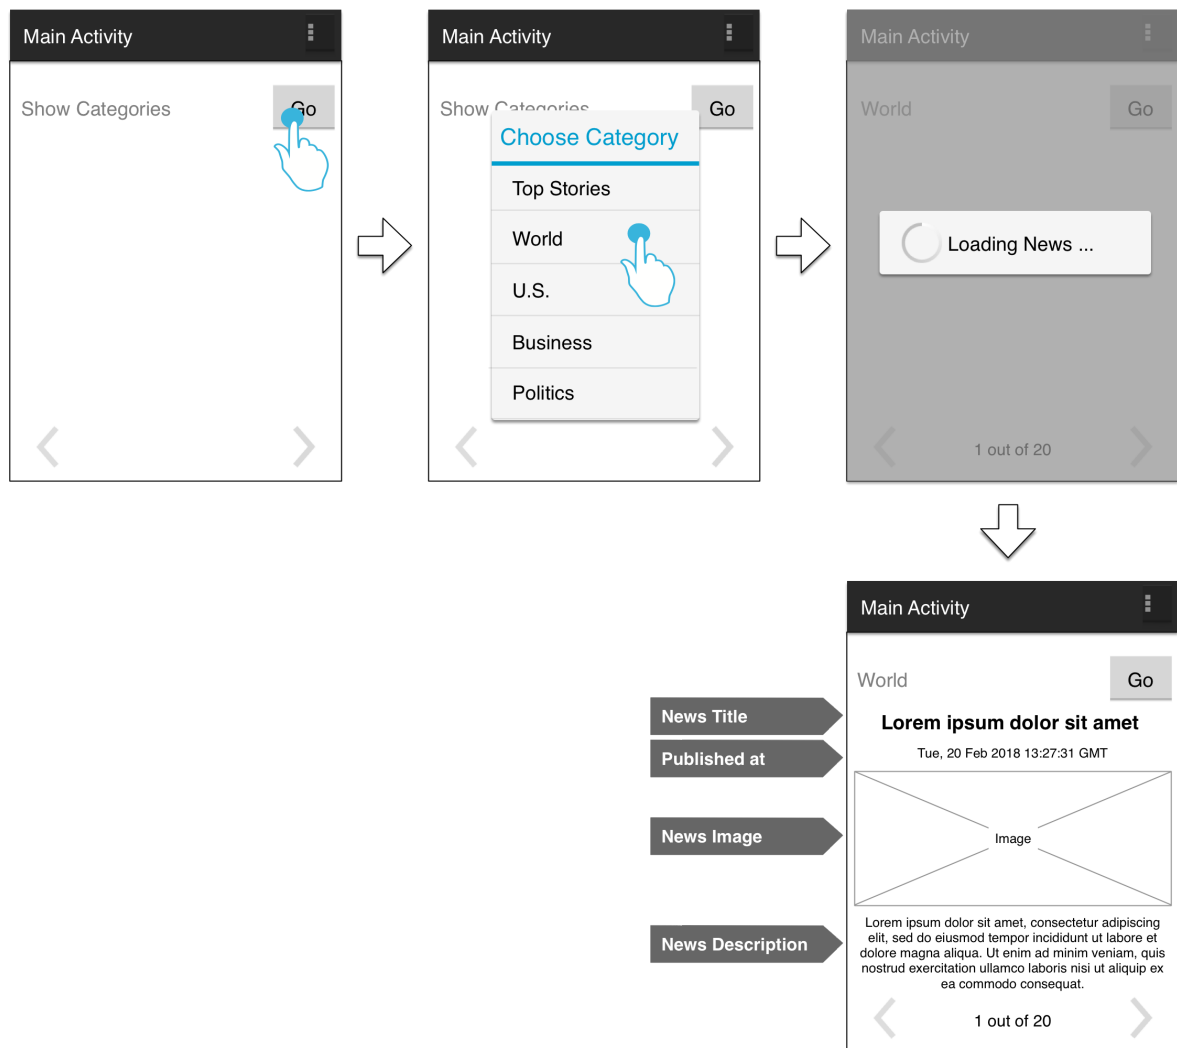 Main Activity
Show Categories
Go
Main Activity
Show Categories
Go
Choose Category
Top Stories
World
U.S.
Business
Politics
Main Activity
World
Go
Loading News ...
1 out of 20
Main Activity
World
Go
News Title
Lorem ipsum dolor sit amet
Published at
Tue, 20 Feb 2018 13:27:31 GMT
News Image
Image
News Description
Lorem ipsum dolor sit amet, consectetur adipiscing
elit, sed do eiusmod tempor incididunt ut labore et
dolore magna aliqua. Ut enim ad minim veniam, quis
nostrud exercitation ullamco laboris nisi ut aliquip ex
ea commodo consequat.
1 out of 20